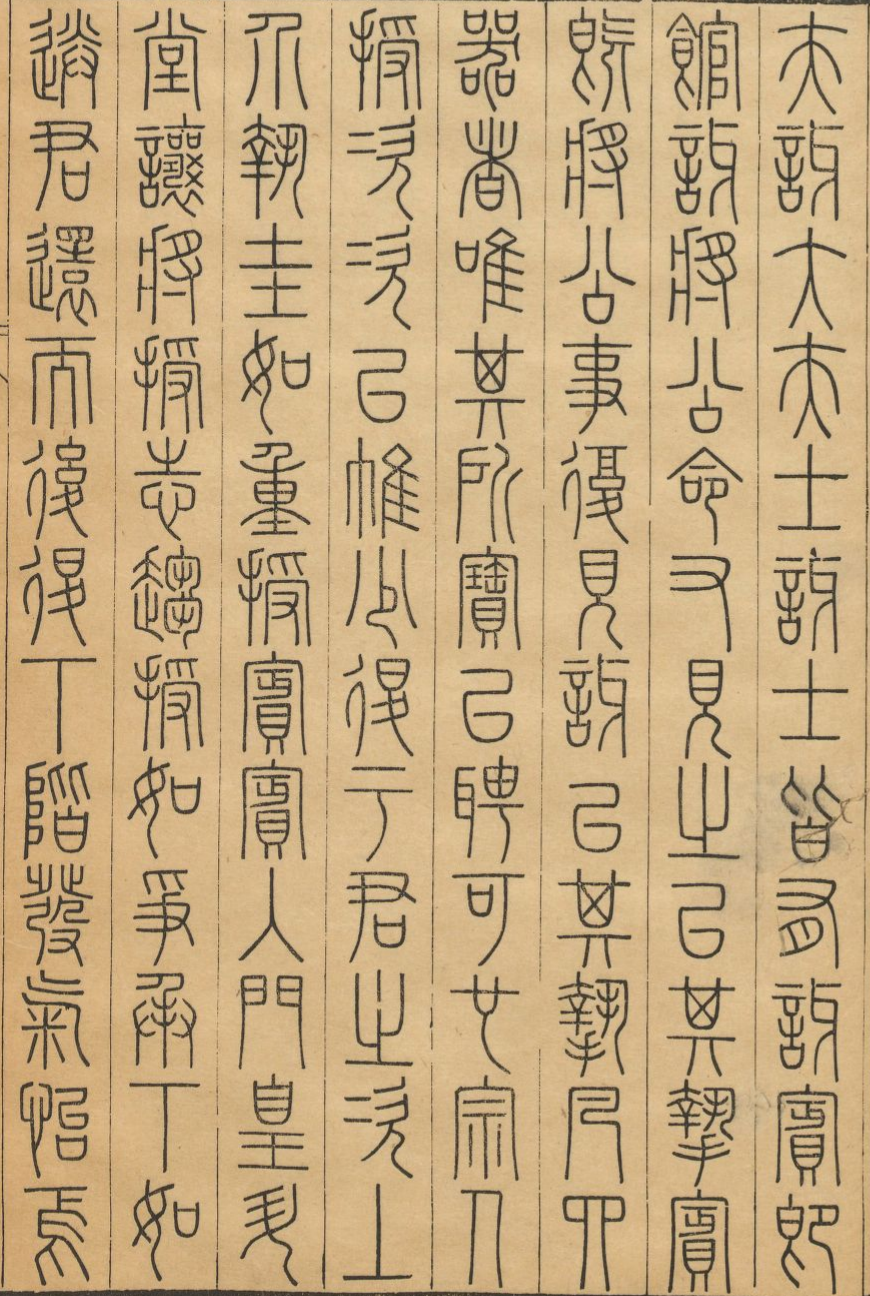 夫訝大夫士訝士皆有訝賓即
館訝將公命又見之以其摯賓
既將公事復見訝以其摯凡四
器者唯其所寶以聘可也宗人
授次次以帷少退于君之次上
介執圭如重授賓賓入門皇升
堂讓將授志趨授如爭承下如
送君還而後退下階發氣怡焉